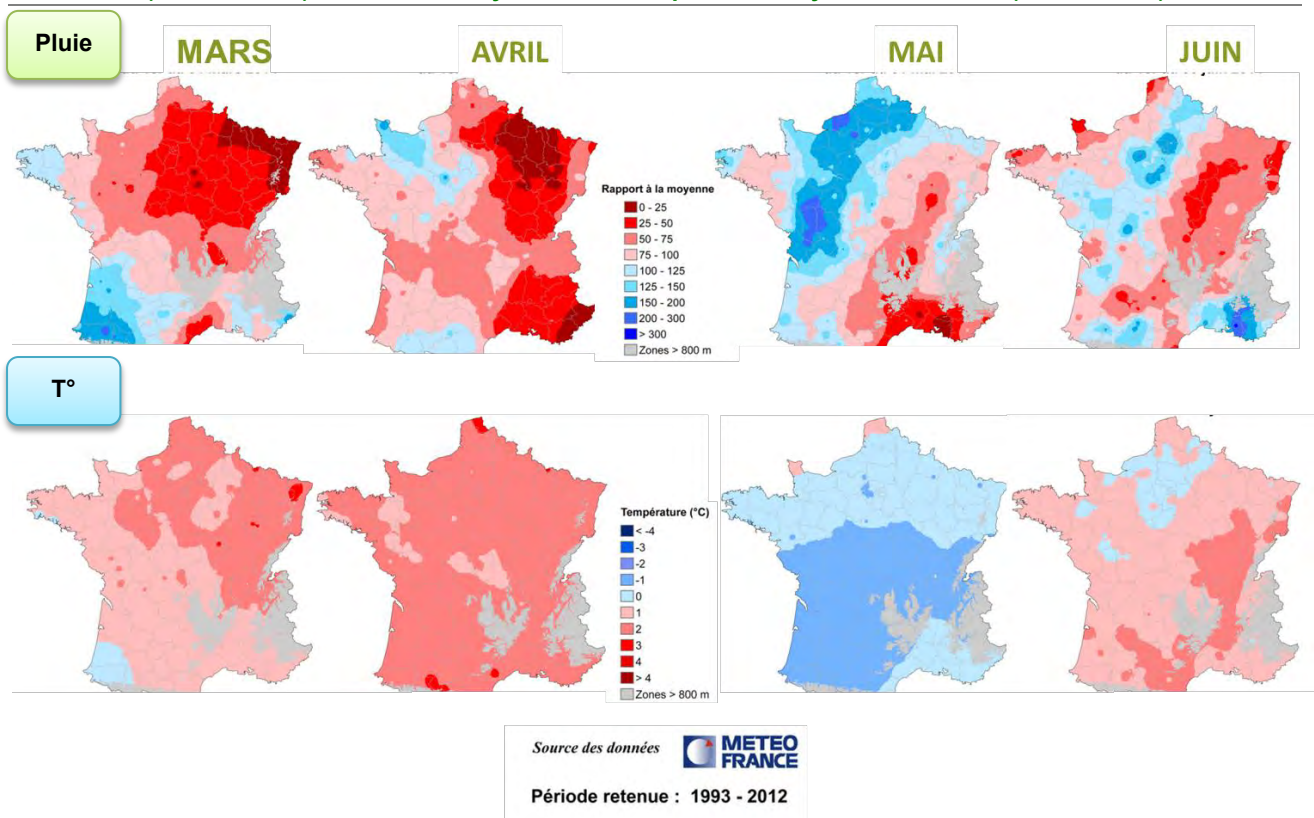 Pluie
MARS
AVRIL
MAI
JUIN
Rapport à la moyenne
0 - 25
25 - 50
50 - 75
75 - 100
100 - 125
125 - 150
150 - 200
200 - 300
> 300
Zones > 800 m
T°
Température (°C)
< -4
-3
-2
-1
0
1
2
3
4
> 4
Zones > 800 m
Source des données
METEO
FRANCE
Période retenue : 1993 - 2012